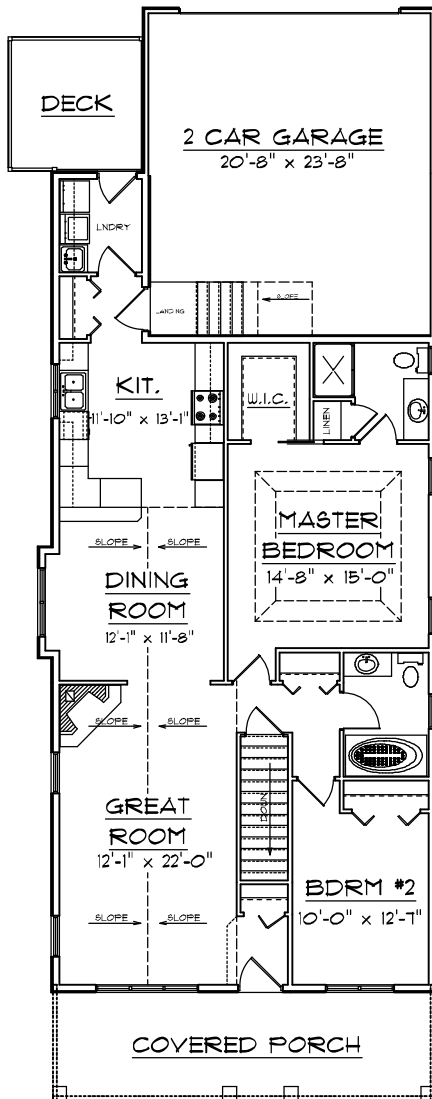 DECK
2 CAR GARAGE
20'-8" x 23'-8"
LNDRY
LANDING
SLOPE
KIT.
11'-10" x 13'-1"
W.I.C.
LINEN
MASTER
BEDROOM
14'-8" x 15'-0"
SLOPE SLOPE
DINING
ROOM
12'-1" x 11'-8"
SLOPE SLOPE
DOWN
GREAT
ROOM
12'-1" x 22'-0"
BDRM #2
10'-0" x 12'-7"
SLOPE SLOPE
COVERED PORCH